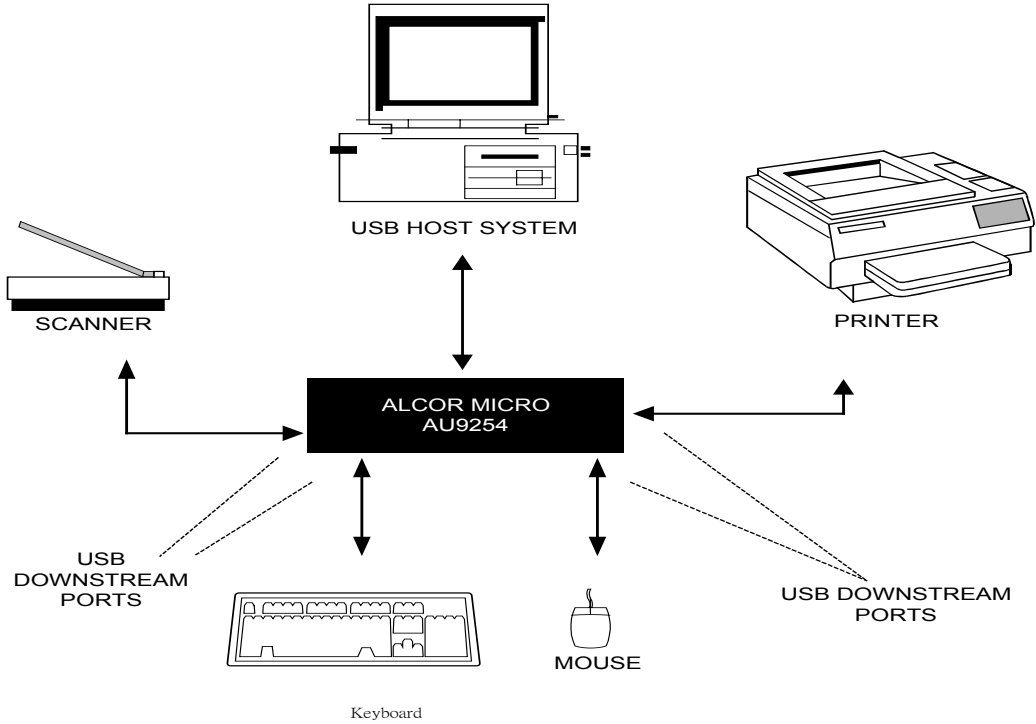 USB HOST SYSTEM
SCANNER
PRINTER
ALCOR MICRO
AU9254
USB
DOWNSTREAM
PORTS
USB DOWNSTREAM
PORTS
MOUSE
Keyboard